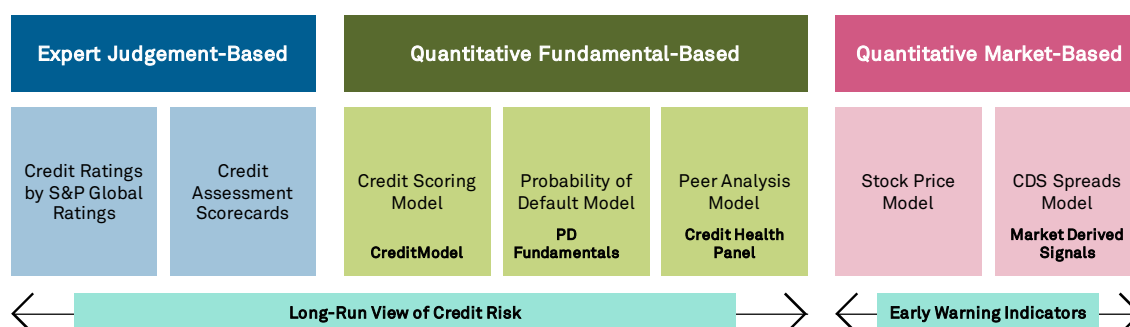 Expert Judgement-Based
Quantitative Fundamental-Based
Quantitative Market-Based
Credit Ratings
by S&P Global
Ratings
Credit
Assessment
Scorecards
Credit Scoring
Model
CreditModel
Probability of
Default Model
PD
Fundamentals
Peer Analysis
Model
Credit Health
Panel
Stock Price
Model
CDS Spreads
Model
Market Derived
Signals
Long-Run View of Credit Risk
Early Warning Indicators